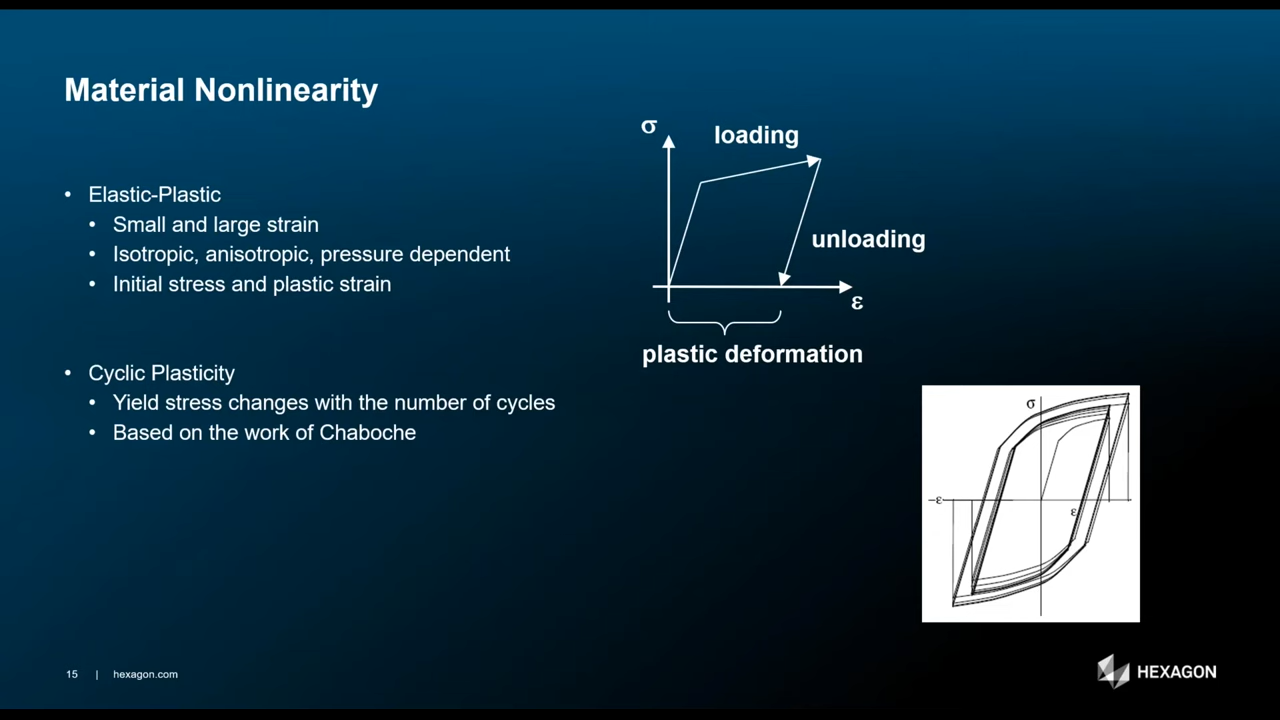 Material Nonlinearity
• Elastic-Plastic
• Small and large strain
• Isotropic, anisotropic, pressure dependent
• Initial stress and plastic strain
• Cyclic Plasticity
• Yield stress changes with the number of cycles
• Based on the work of Chaboche
σ
loading
unloading
ε
plastic deformation
σ
-ε
ε
15 | hexagon.com
HEXAGON